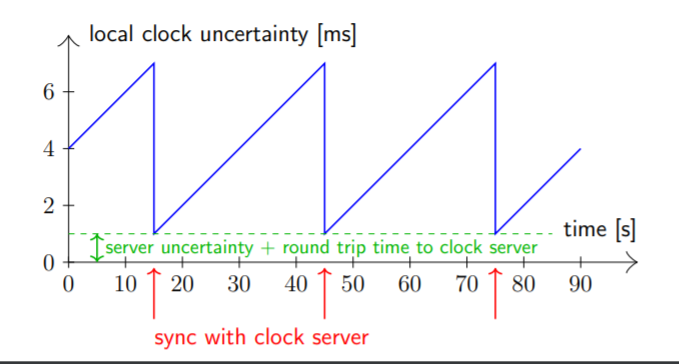 local clock uncertainty [ms]
6
4
2
time [s]
server uncertainty + round trip time to clock server
0
0 10 20 30 40 50 60 70 80 90
sync with clock server